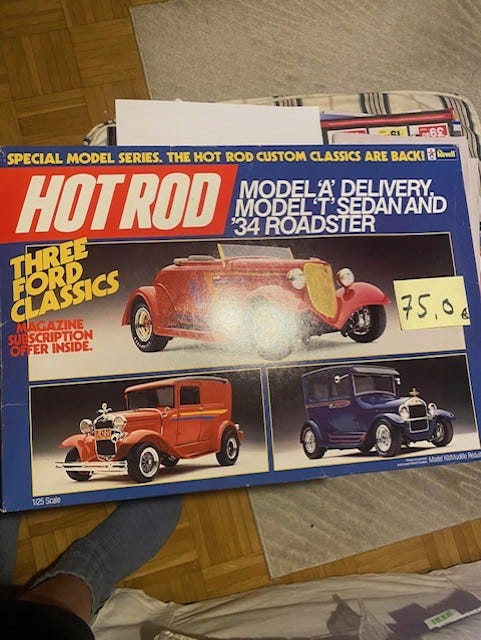 SPECIAL MODEL SERIES. THE HOT ROD CUSTOM CLASSICS ARE BACK!
Revell
HOT ROD
MODEL 'A' DELIVERY,
MODEL 'T' SEDAN AND
'34 ROADSTER
THREE
FORD
CLASSICS
MAGAZINE
SUBSCRIPTION
OFFER INSIDE.
75,0
1/25 Scale